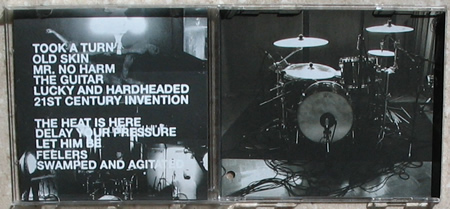 TOOK A TURN
OLD SKIN
MR. NO HARM
THE GUITAR
LUCKY AND HARDHEADED
21ST CENTURY INVENTION
THE HEAT IS HERE
DELAY YOUR PRESSURE
LET HIM BE
FEELERS
SWAMPED AND AGITATED